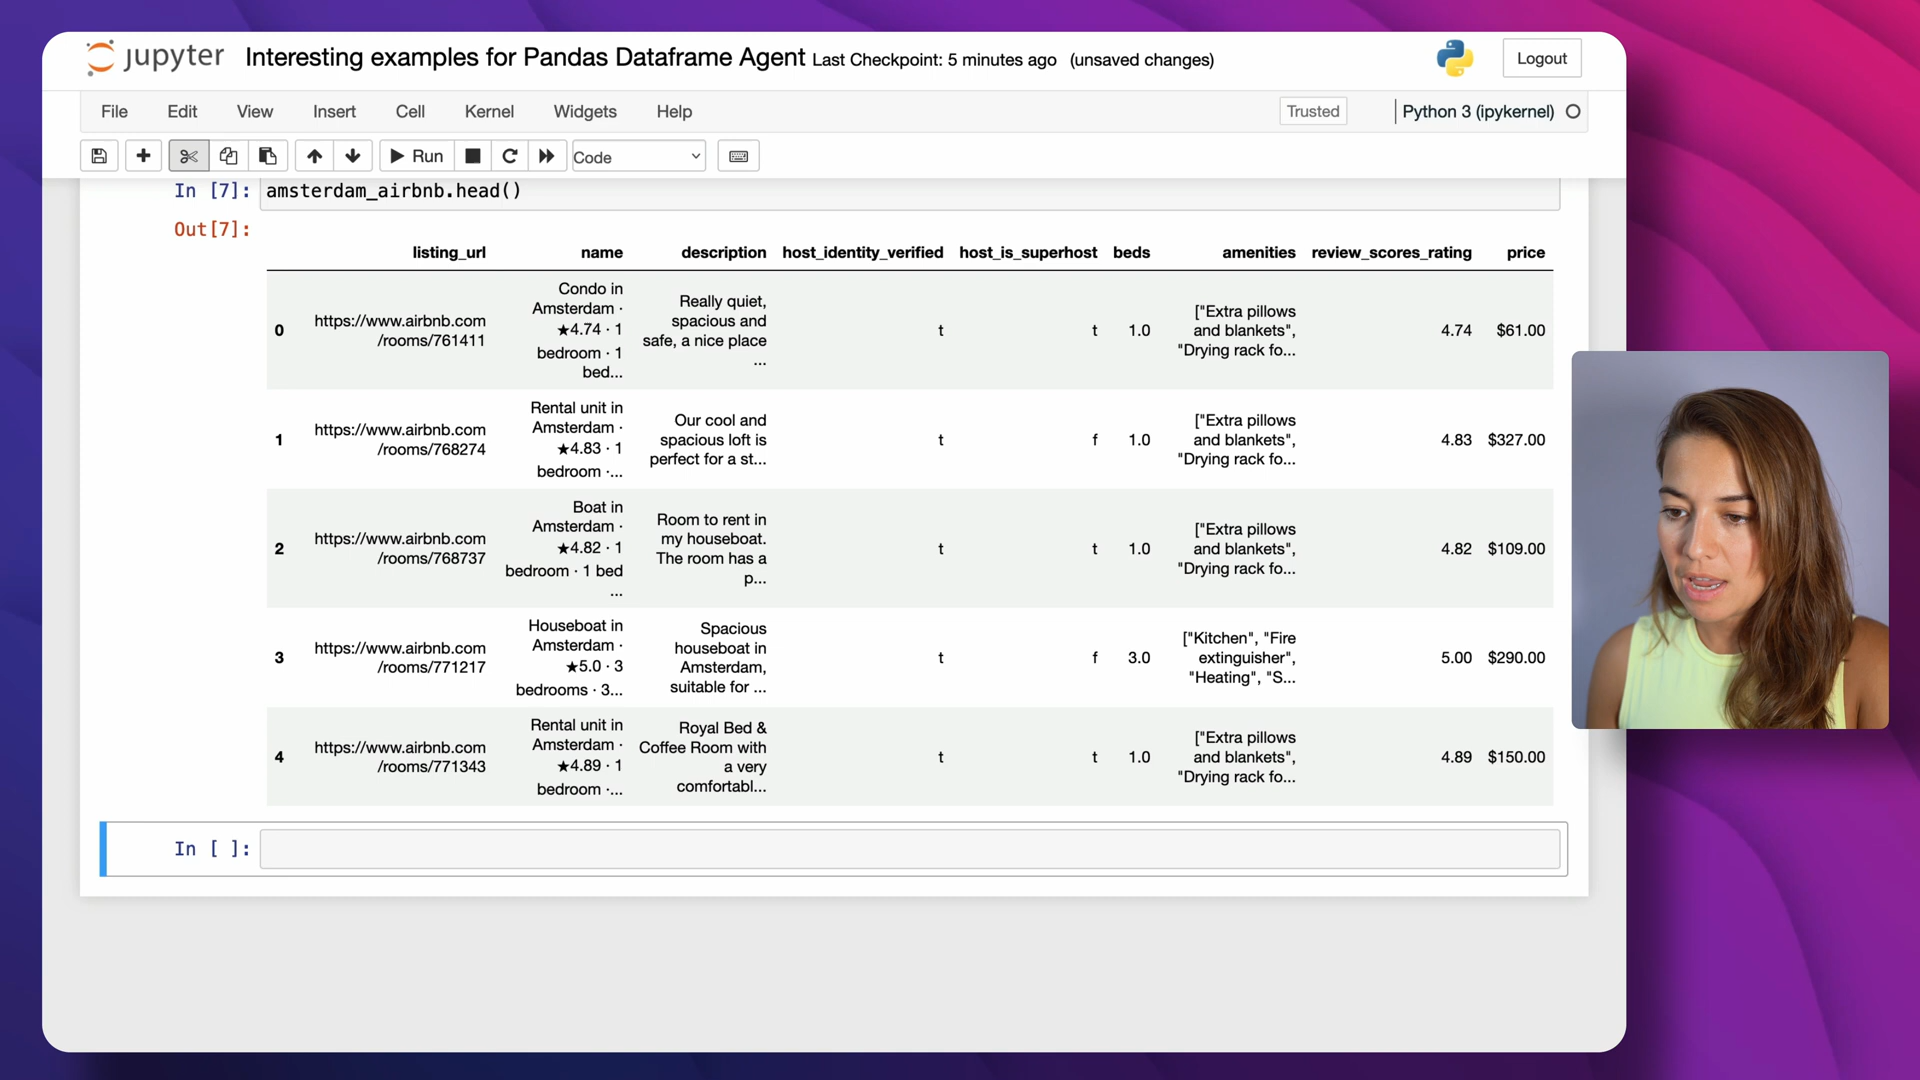 jupyter Interesting examples for Pandas Dataframe Agent Last Checkpoint: 5 minutes ago (unsaved changes) Logout
File Edit View Insert Cell Kernel Widgets Help Trusted Python 3 (ipykernel)
Run Code
In [7]: amsterdam_airbnb.head()
Out[7]:
listing_url name description host_identity_verified host_is_superhost beds amenities review_scores_rating price
0
https://www.airbnb.com
/rooms/761411
Condo in
Amsterdam ·
★4.74 · 1
bedroom · 1
bed...
Really quiet,
spacious and
safe, a nice place
...
t t 1.0
["Extra pillows
and blankets",
"Drying rack fo...
4.74 $61.00
1
https://www.airbnb.com
/rooms/768274
Rental unit in
Amsterdam ·
★4.83 · 1
bedroom ·...
Our cool and
spacious loft is
perfect for a st...
t f 1.0
["Extra pillows
and blankets",
"Drying rack fo...
4.83 $327.00
2
https://www.airbnb.com
/rooms/768737
Boat in
Amsterdam ·
★4.82 · 1
bedroom · 1 bed
...
Room to rent in
my houseboat.
The room has a
p...
t t 1.0
["Extra pillows
and blankets",
"Drying rack fo...
4.82 $109.00
3
https://www.airbnb.com
/rooms/771217
Houseboat in
Amsterdam ·
★5.0 · 3
bedrooms · 3...
Spacious
houseboat in
Amsterdam,
suitable for ...
t f 3.0
["Kitchen", "Fire
extinguisher",
"Heating", "S...
5.00 $290.00
4
https://www.airbnb.com
/rooms/771343
Rental unit in
Amsterdam ·
★4.89 · 1
bedroom ·...
Royal Bed &
Coffee Room with
a very
comfortabl...
t t 1.0
["Extra pillows
and blankets",
"Drying rack fo...
4.89 $150.00
In [ ]: